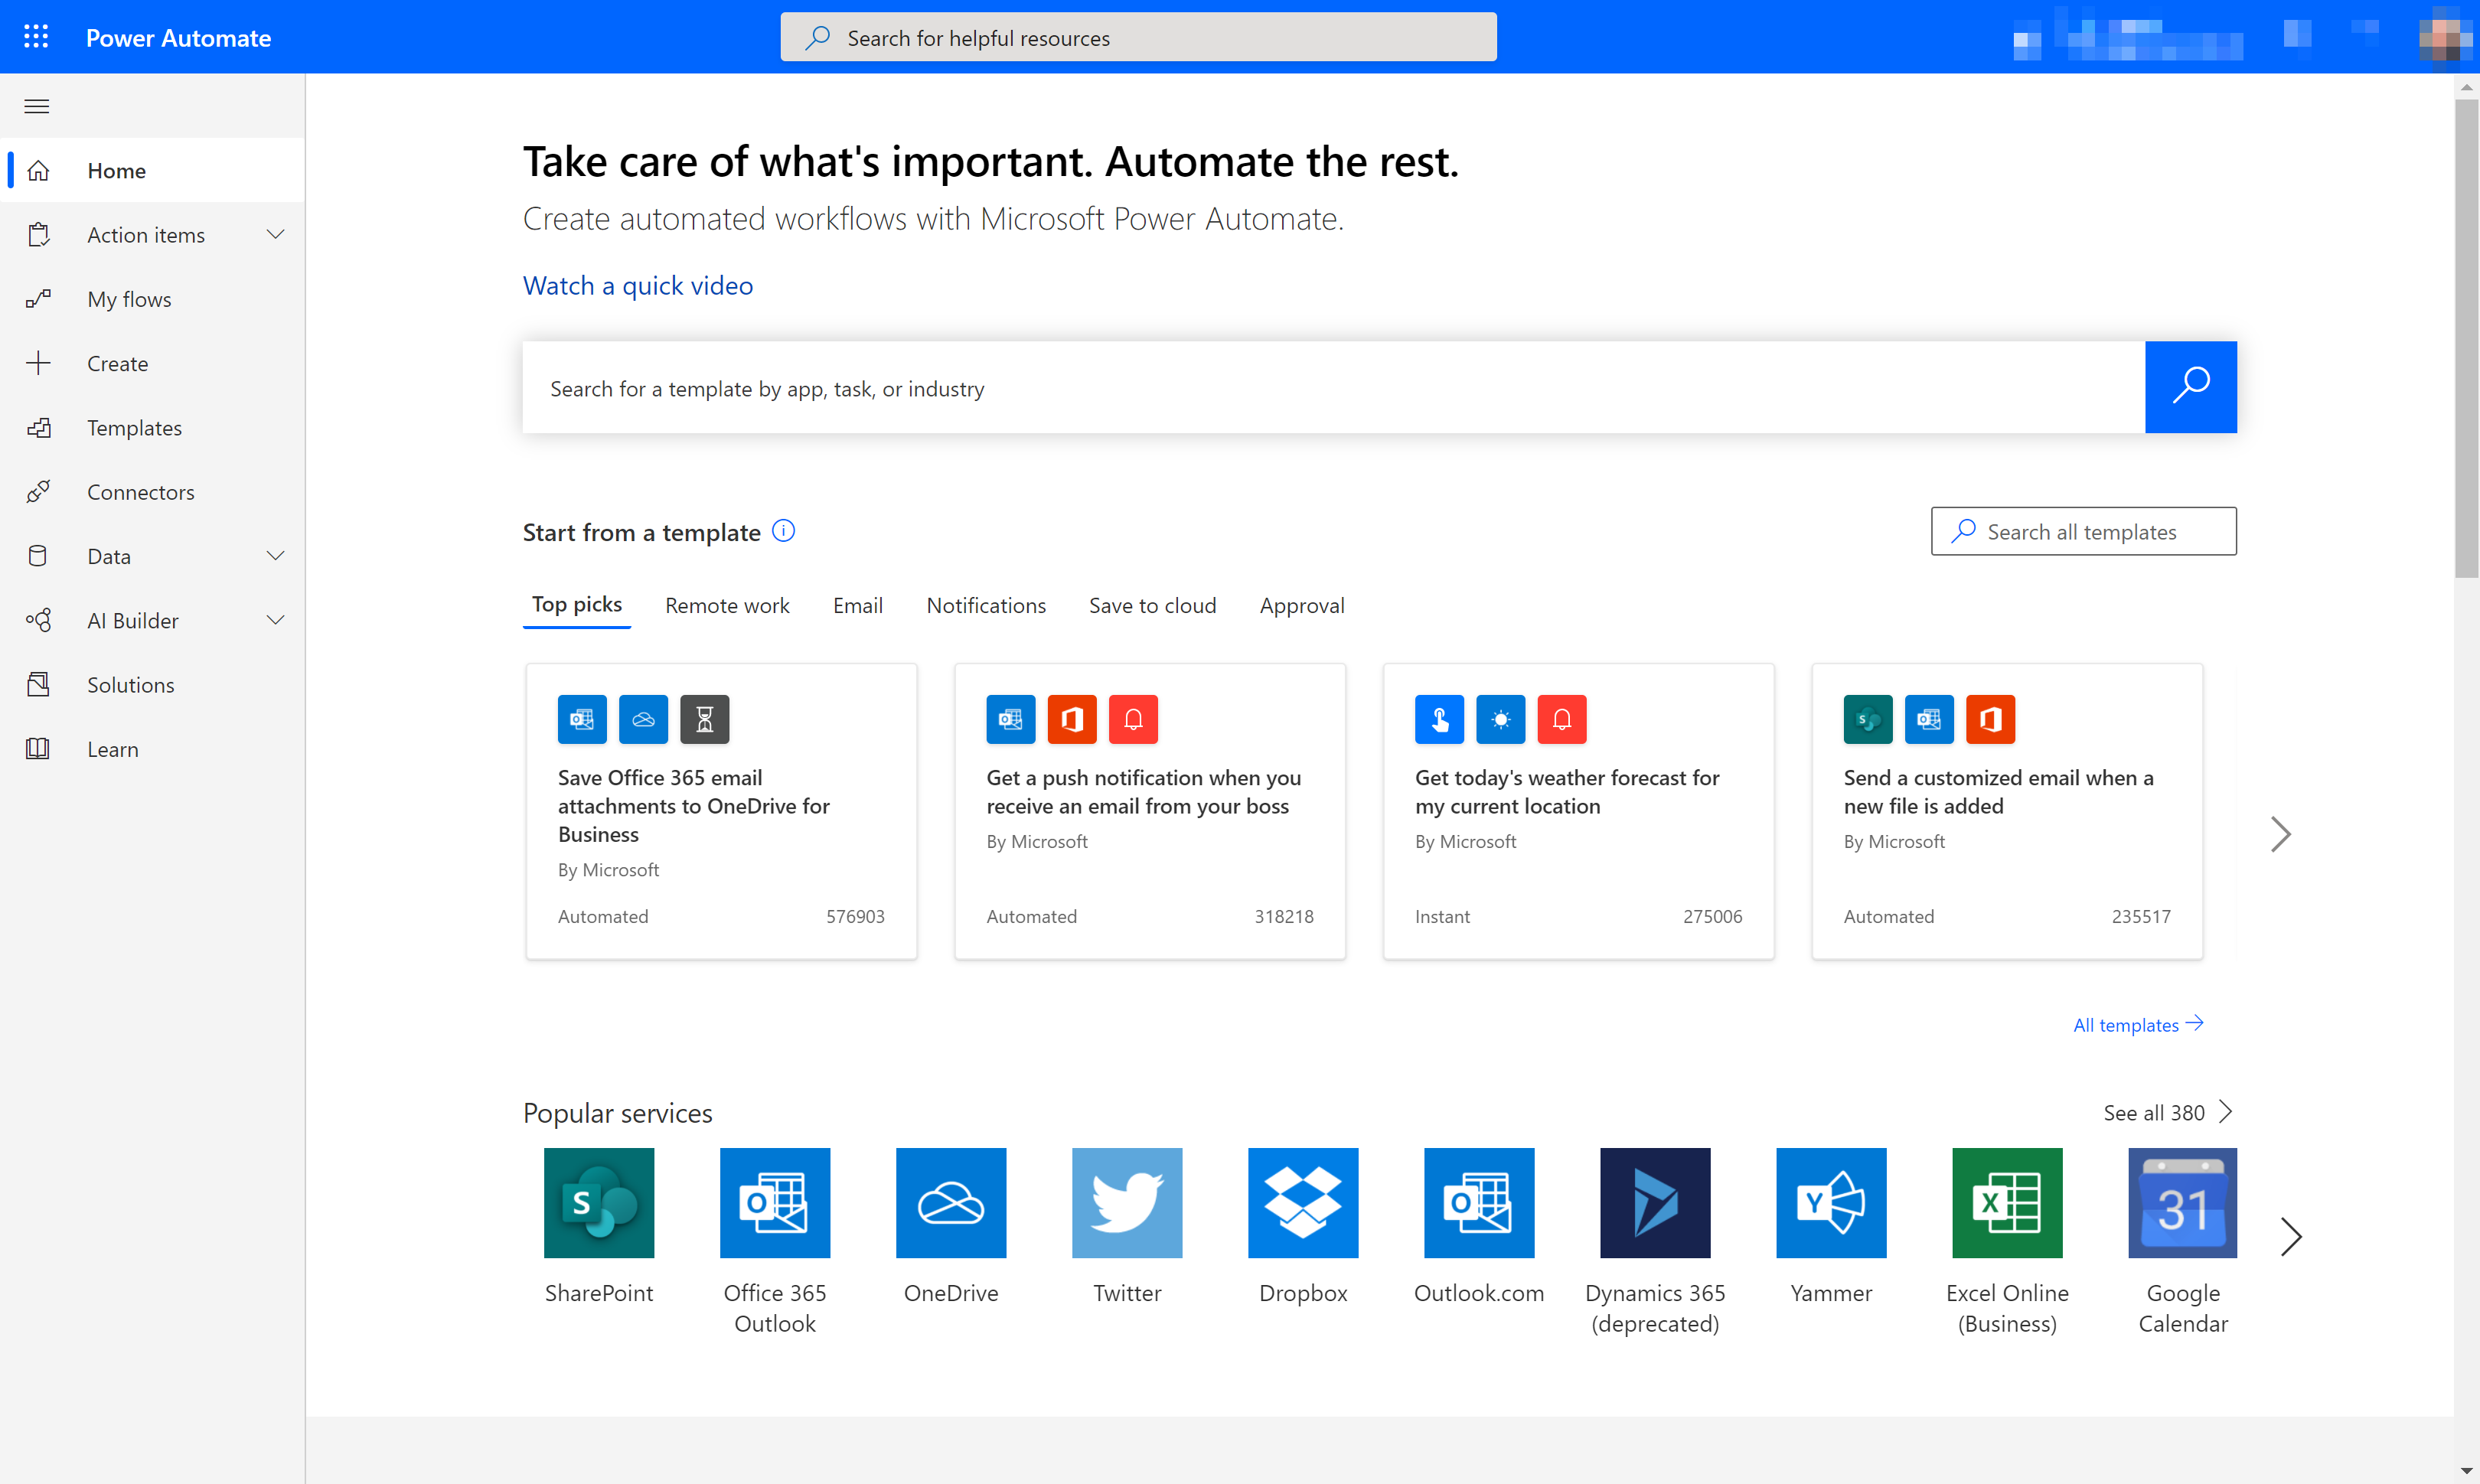 Power Automate
Search for helpful resources
Home
Action items
My flows
Create
Templates
Connectors
Data
AI Builder
Solutions
Learn
Take care of what's important. Automate the rest.
Create automated workflows with Microsoft Power Automate.
Watch a quick video
Search for a template by app, task, or industry
Start from a template
Search all templates
Top picks
Remote work
Email
Notifications
Save to cloud
Approval
Save Office 365 email
attachments to OneDrive for
Business
By Microsoft
Automated
576903
Get a push notification when you
receive an email from your boss
By Microsoft
Automated
318218
Get today's weather forecast for
my current location
By Microsoft
Instant
275006
Send a customized email when a
new file is added
By Microsoft
Automated
235517
All templates
Popular services
See all 380
S
SharePoint
O
Office 365
Outlook
OneDrive
Twitter
Dropbox
O
Outlook.com
Dynamics 365
(deprecated)
Y
Yammer
X
Excel Online
(Business)
31
Google
Calendar